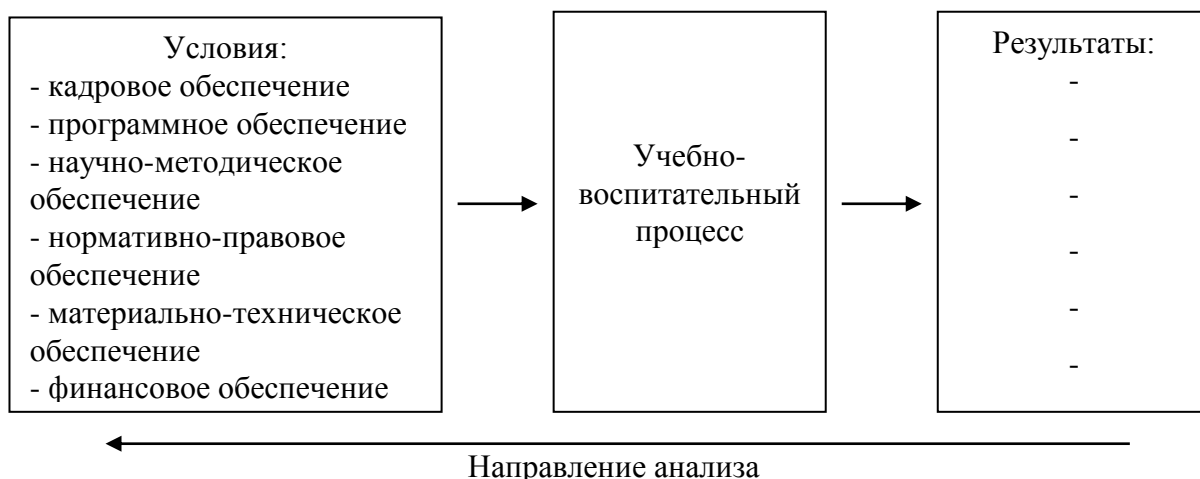 Условия:
- кадровое обеспечение
- программное обеспечение
- научно-методическое
обеспечение
- нормативно-правовое
обеспечение
- материально-техническое
обеспечение
- финансовое обеспечение
Учебно-
воспитательный
процесс
Результаты:
-
-
-
-
-
-
Направление анализа